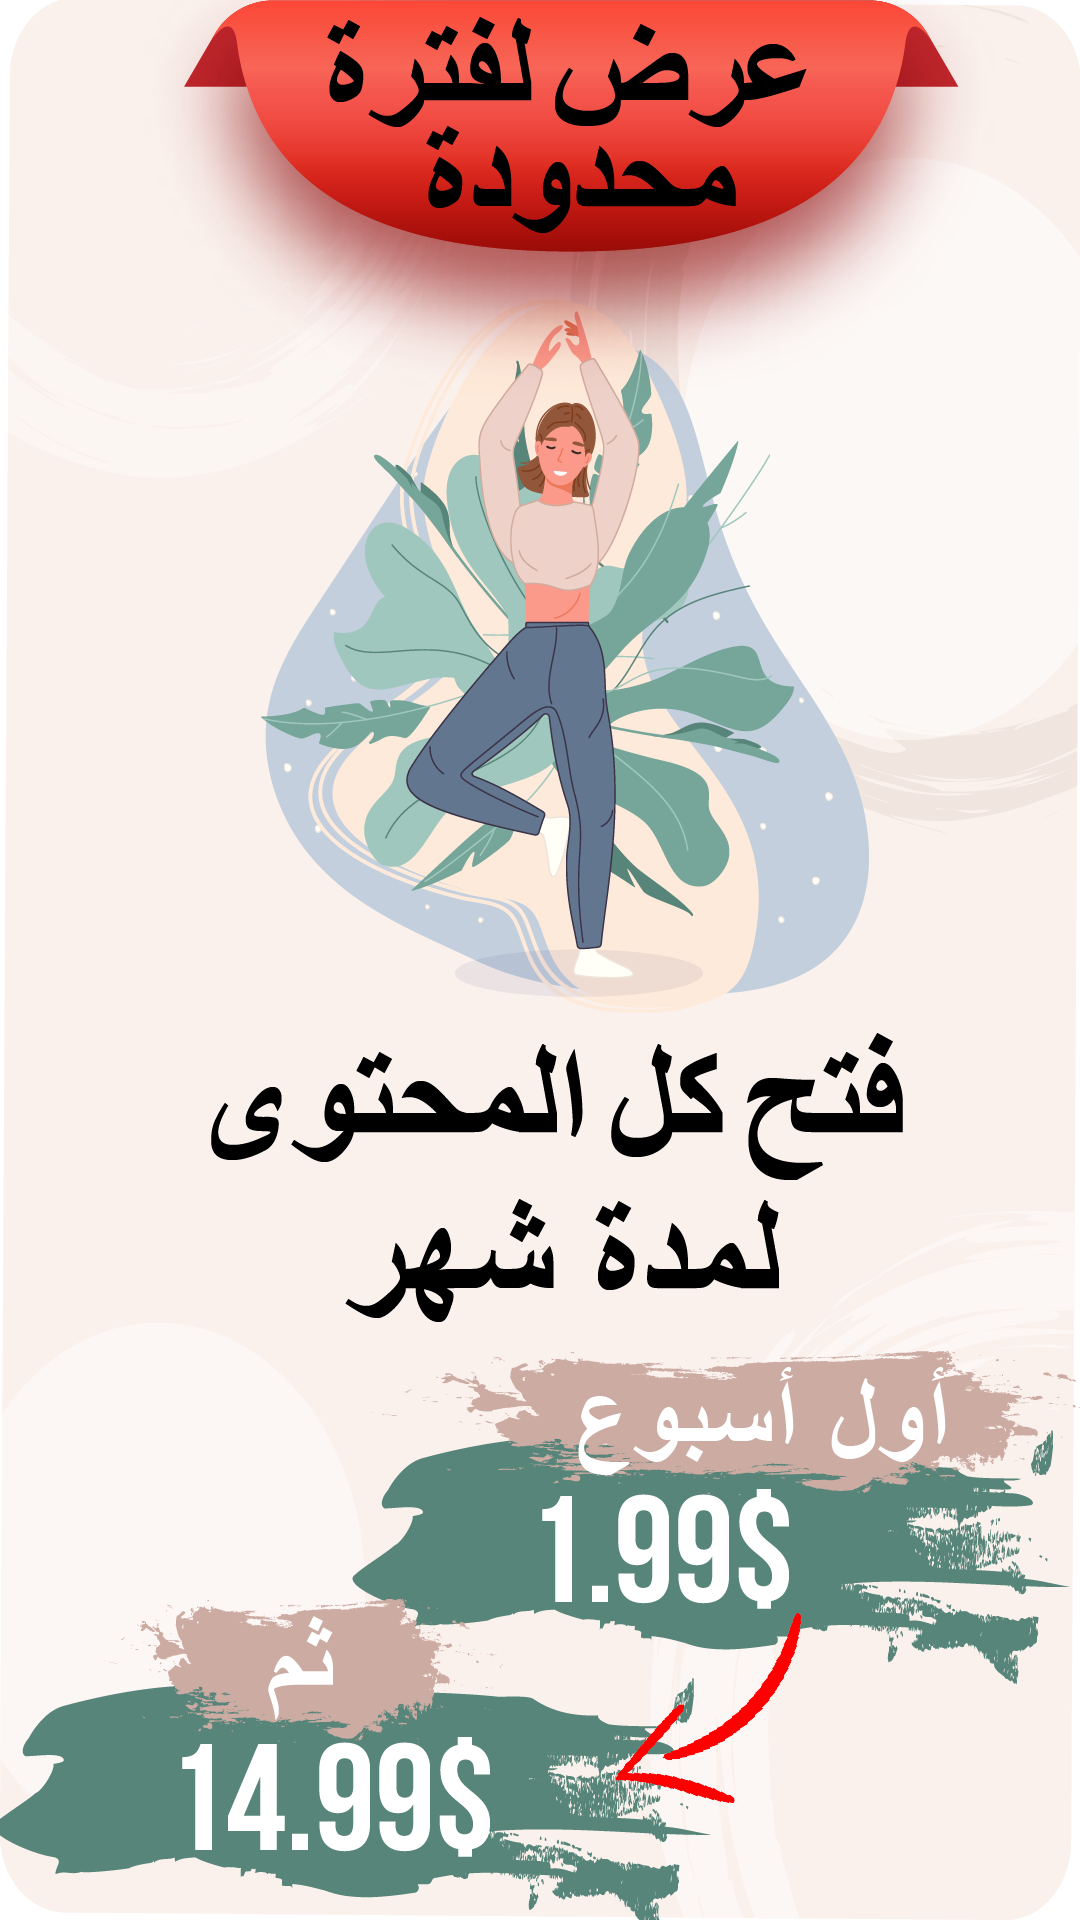 عرض لفترة
محدودة
فتح كل المحتوى
لمدة شهر
أول أسبوع
1.99$
ثم
14.99$